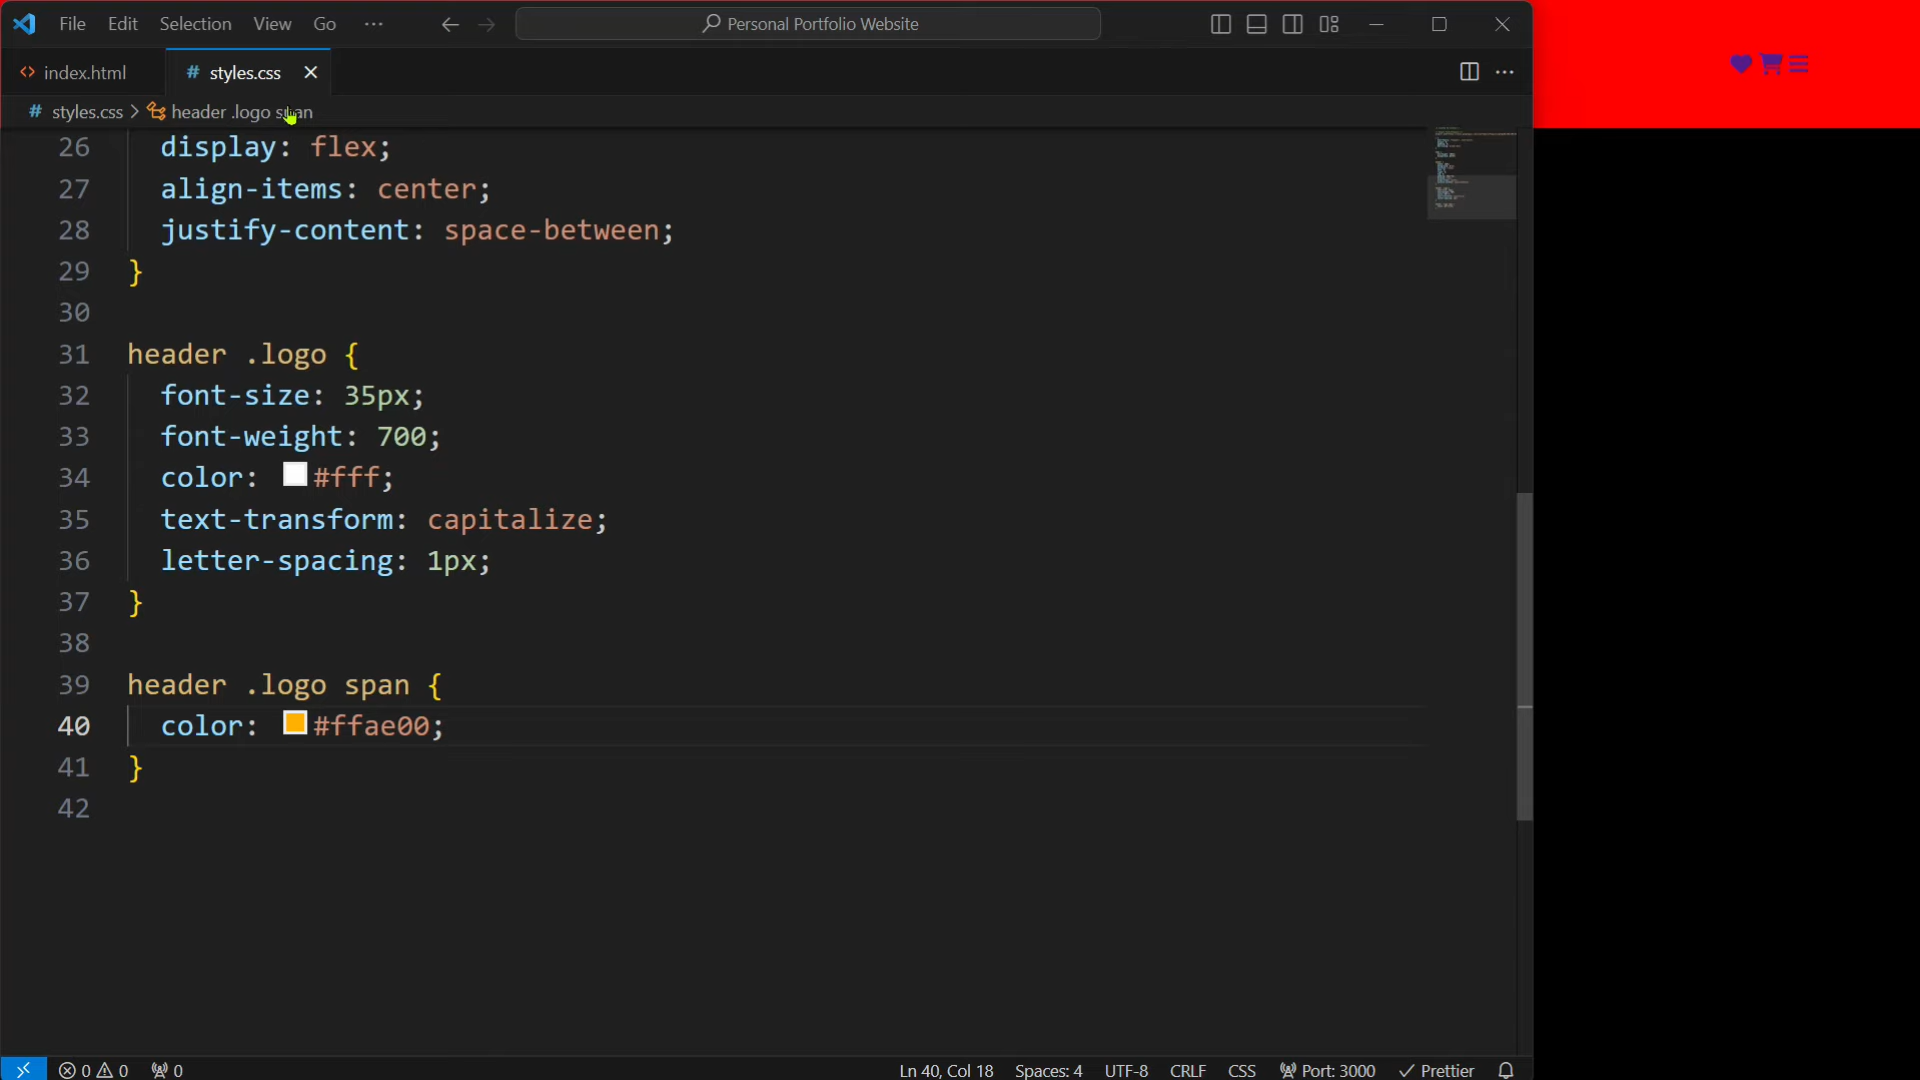 File Edit Selection View Go ··· Personal Portfolio Website
index.html # styles.css
# styles.css > header .logo span
26 display: flex;
27 align-items: center;
28 justify-content: space-between;
29 }
30
31 header .logo {
32 font-size: 35px;
33 font-weight: 700;
34 color: #fff;
35 text-transform: capitalize;
36 letter-spacing: 1px;
37 }
38
39 header .logo span {
40 color: #ffae00;
41 }
42
0 0 0 Ln 40, Col 18 Spaces: 4 UTF-8 CRLF CSS Port: 3000 Prettier